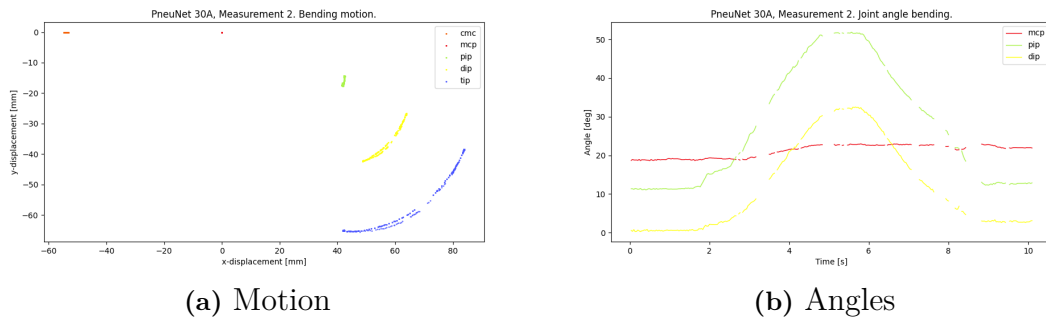 PneuNet 30A, Measurement 2. Bending motion.
0
−10
−20
−30
−40
−50
−60
y-displacement [mm]
cmc
mcp
pip
dip
tip
−60
−40
−20
0
20
40
60
80
x-displacement [mm]
(a) Motion
PneuNet 30A, Measurement 2. Joint angle bending.
50
40
30
20
10
0
Angle [deg]
mcp
pip
dip
0
2
4
6
8
10
Time [s]
(b) Angles